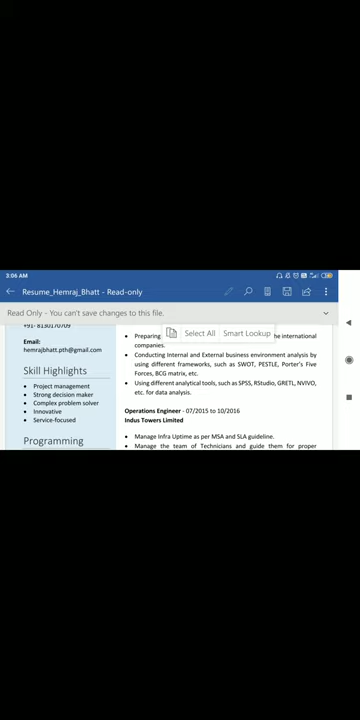 3:06 AM
Resume_Hemraj_Bhatt - Read-only
Read Only - You can't save changes to this file.
Select All Smart Lookup
+91- 8130170709
Email:
hemrajbhatt.pth@gmail.com
Skill Highlights
• Project management
• Strong decision maker
• Complex problem solver
• Innovative
• Service-focused
Programming
• Preparing he international
companies.
• Conducting Internal and External business environment analysis by
using different frameworks, such as SWOT, PESTLE, Porter's Five
Forces, BCG matrix, etc.
• Using different analytical tools, such as SPSS, RStudio, GRETL, NVIVO,
etc. for data analysis.
Operations Engineer - 07/2015 to 10/2016
Indus Towers Limited
• Manage Infra Uptime as per MSA and SLA guideline.
• Manage the team of Technicians and guide them for proper